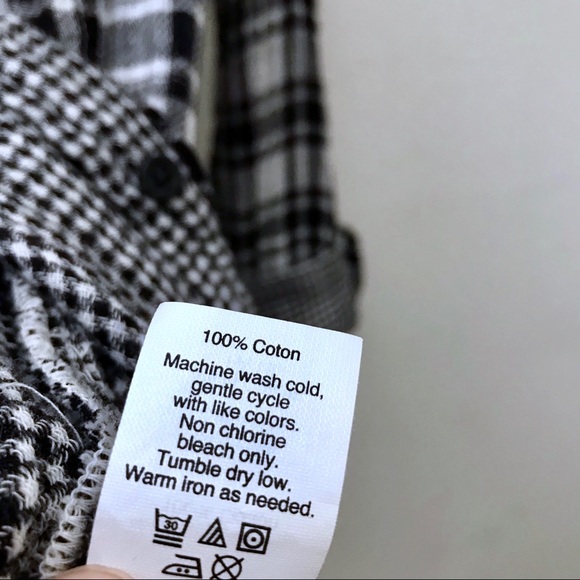 100% Coton
Machine wash cold,
gentle cycle
with like colors.
Non chlorine
bleach only.
Tumble dry low.
Warm iron as needed.
30